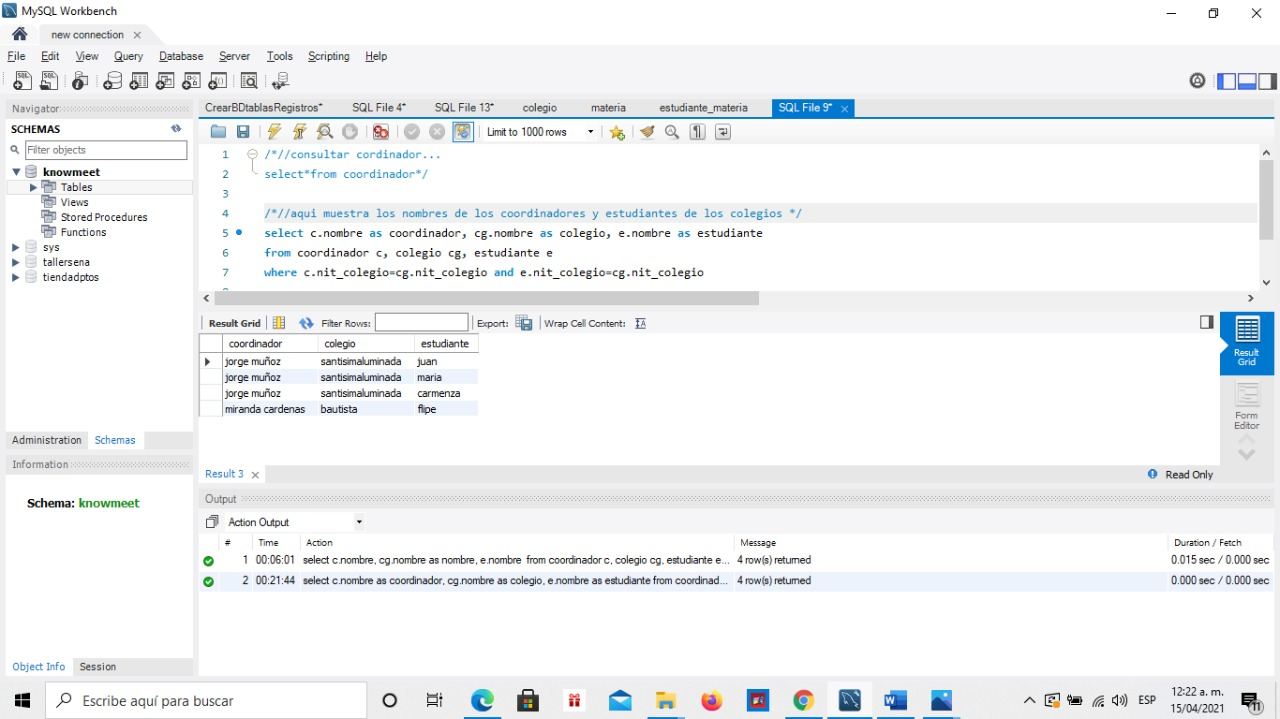 MySQL Workbench
new connection
File Edit View Query Database Server Tools Scripting Help
Navigator
CrearBDtablasRegistros* SQL File 4* SQL File 13* colegio materia estudiante_materia SQL File 9*
SCHEMAS
Limit to 1000 rows
Filter objects
knowmeet
Tables
Views
Stored Procedures
Functions
sys
tallersena
tiendadptos
1 /*//consultar cordinador...
2 select*from coordinador*/
3
4 /*//aqui muestra los nombres de los coordinadores y estudiantes de los colegios */
5 select c.nombre as coordinador, cg.nombre as colegio, e.nombre as estudiante
6 from coordinador c, colegio cg, estudiante e
7 where c.nit_colegio=cg.nit_colegio and e.nit_colegio=cg.nit_colegio
Result Grid Filter Rows: Export: Wrap Cell Content:
coordinador colegio estudiante
jorge muñoz santisimaluminada juan
jorge muñoz santisimaluminada maria
jorge muñoz santisimaluminada carmenza
miranda cardenas bautista flipe
Result Grid
Form Editor
Administration Schemas
Information
Schema: knowmeet
Result 3
Read Only
Output
Action Output
# Time Action Message Duration / Fetch
1 00:06:01 select c.nombre, cg.nombre as nombre, e.nombre from coordinador c, colegio cg, estudiante e... 4 row(s) returned 0.015 sec / 0.000 sec
2 00:21:44 select c.nombre as coordinador, cg.nombre as colegio, e.nombre as estudiante from coordinad... 4 row(s) returned 0.000 sec / 0.000 sec
Object Info Session
Escribe aquí para buscar
ESP
12:22 a. m.
15/04/2021
11